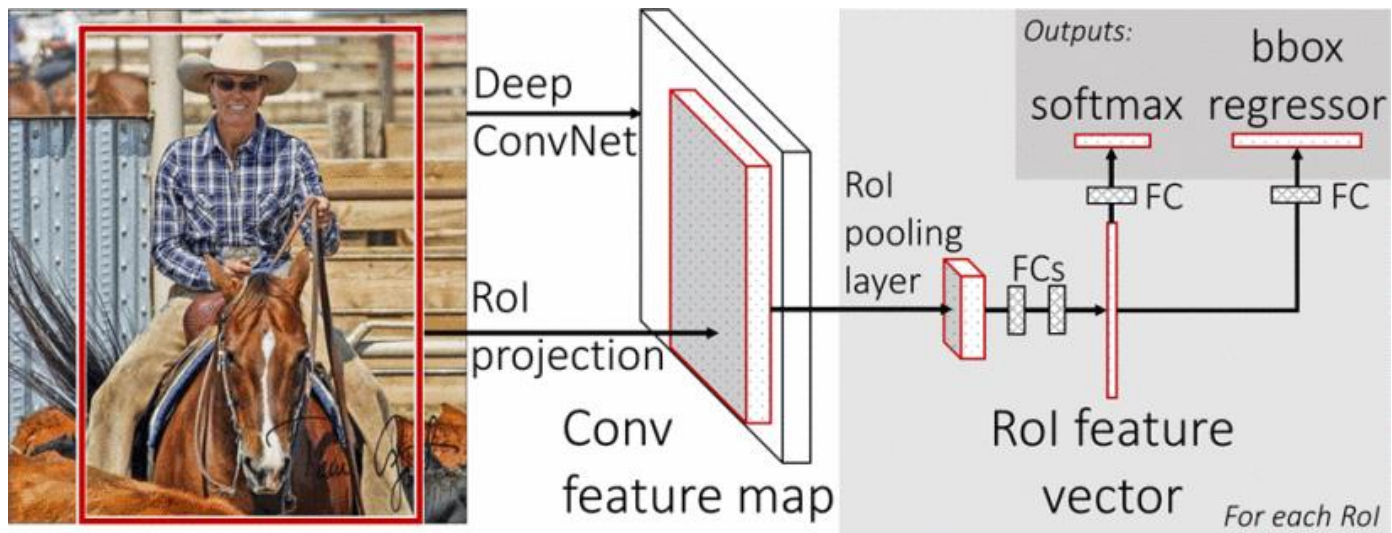 Deep
ConvNet
RoI
projection
Conv
feature map
RoI
pooling
layer
FCs
RoI feature
vector
For each RoI
Outputs:
softmax
bbox
regressor
FC
FC